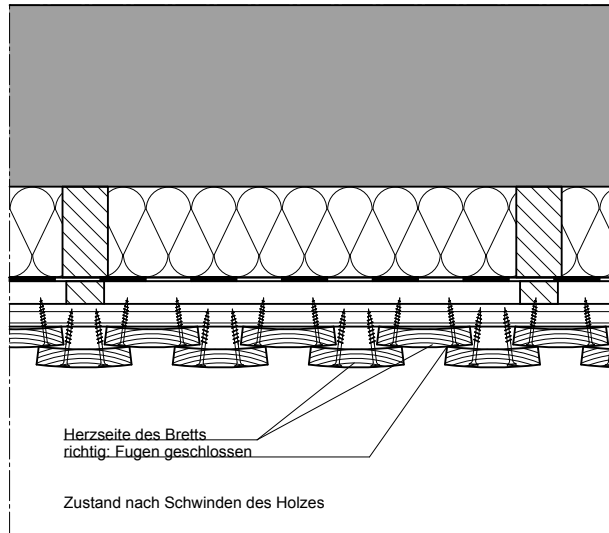 Herzseite des Bretts
richtig: Fugen geschlossen
Zustand nach Schwinden des Holzes